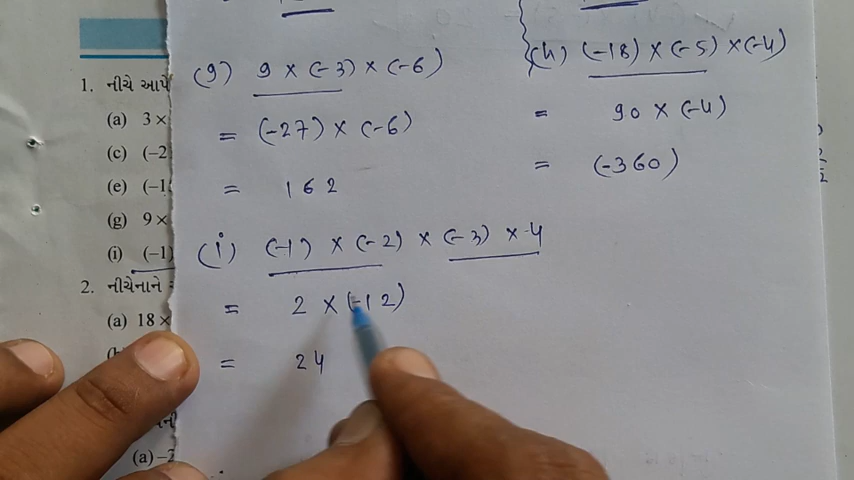 1. નીચે આપે
(a) 3 ×
(c) (–2
(e) (–1
(g) 9 ×
(i) (–1)
2. નીચેનાને
(a) 18 ×
(a) –2
(g) 9 × (-3) × (-6)
= (-27) × (-6)
= 162
(h) (-18) × (-5) × (-4)
= 90 × (-4)
= (-360)
(i) (-1) × (-2) × (-3) × 4
= 2 × (-12)
= 24